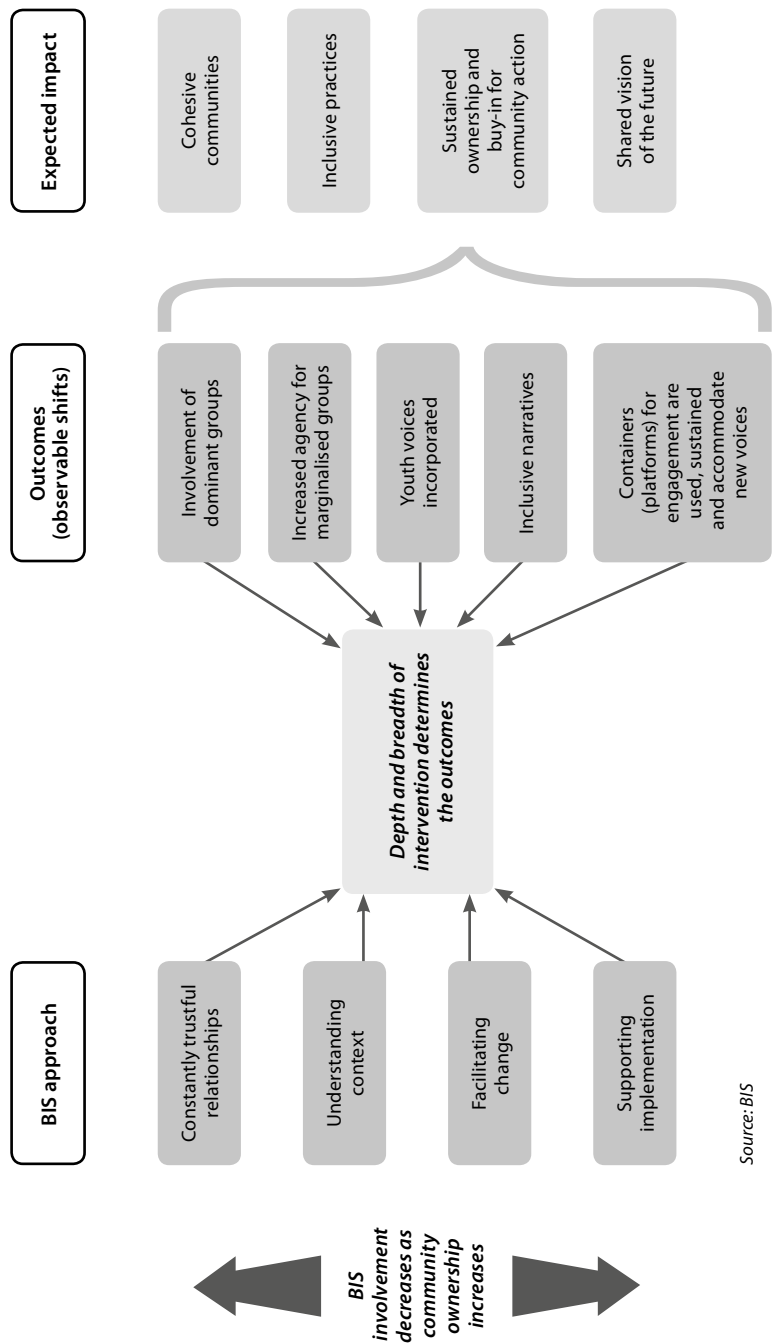 BIS
involvement
decreases as
community
ownership
increases
BIS approach
Constantly trustful
relationships
Understanding
context
Facilitating
change
Supporting
implementation
Depth and breadth of
intervention determines
the outcomes
Outcomes
(observable shifts)
Involvement of
dominant groups
Increased agency for
marginalised groups
Youth voices
incorporated
Inclusive narratives
Containers
(platforms) for
engagement are
used, sustained
and accommodate
new voices
Expected impact
Cohesive
communities
Inclusive practices
Sustained
ownership and
buy-in for
community action
Shared vision
of the future
Source: BIS